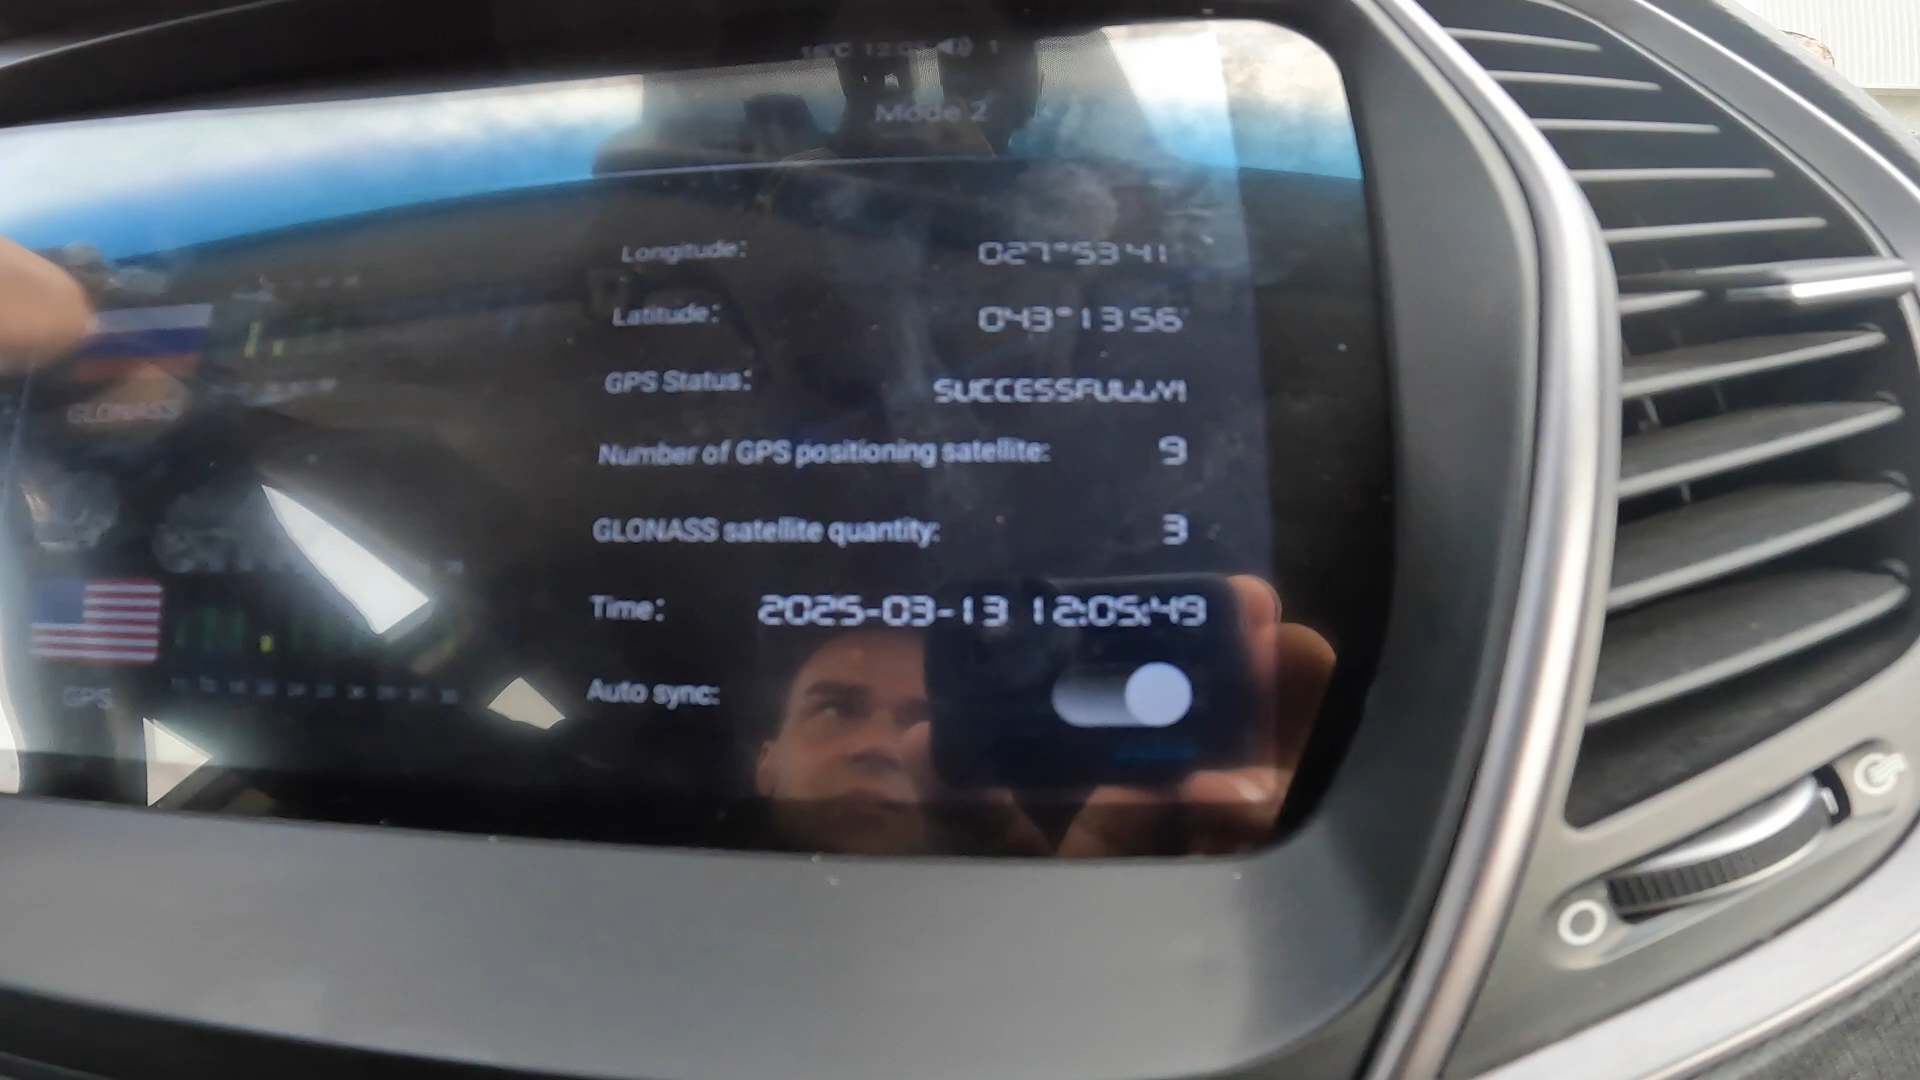 Mode 2
Longitude: 027°53'41
Latitude: 043°13'56
GPS Status: SUCCESSFULLY!
Number of GPS positioning satellite: 9
GLONASS satellite quantity: 3
Time: 2025-03-13 12:05:49
Auto sync:
GLONASS
GPS